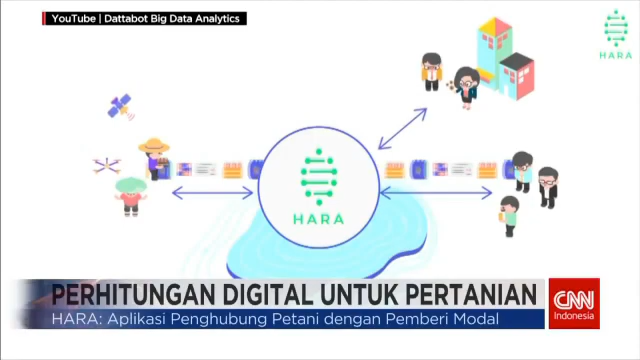 YouTube | Dattabot Big Data Analytics
HARA
HARA
PERHITUNGAN DIGITAL UNTUK PERTANIAN
HARA: Aplikasi Penghubung Petani dengan Pemberi Modal
CNN
Indonesia